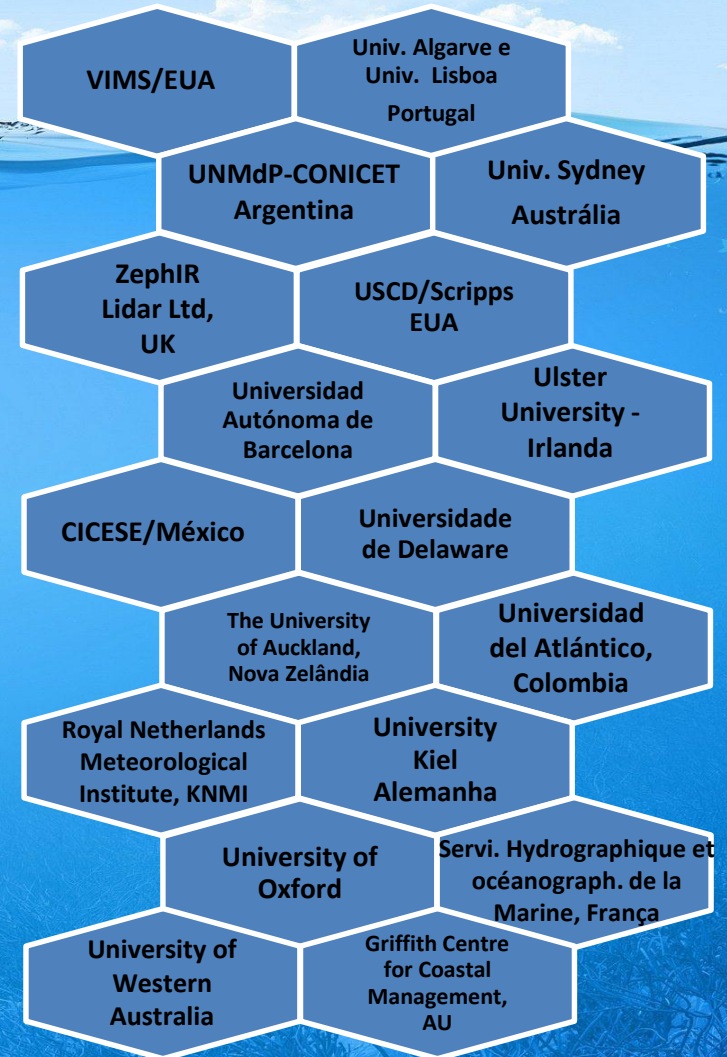 VIMS/EUA
Univ. Algarve e
Univ. Lisboa
Portugal
UNMdP-CONICET
Argentina
Univ. Sydney
Austrália
ZephIR
Lidar Ltd,
UK
USCD/Scripps
EUA
Universidad
Autónoma de
Barcelona
Ulster
University -
Irlanda
CICESE/México
Universidade
de Delaware
The University
of Auckland,
Nova Zelândia
Universidad
del Atlántico,
Colombia
Royal Netherlands
Meteorological
Institute, KNMI
University
Kiel
Alemanha
University of
Oxford
Servi. Hydrographique et
océanograph. de la
Marine, França
University of
Western
Australia
Griffith Centre
for Coastal
Management,
AU